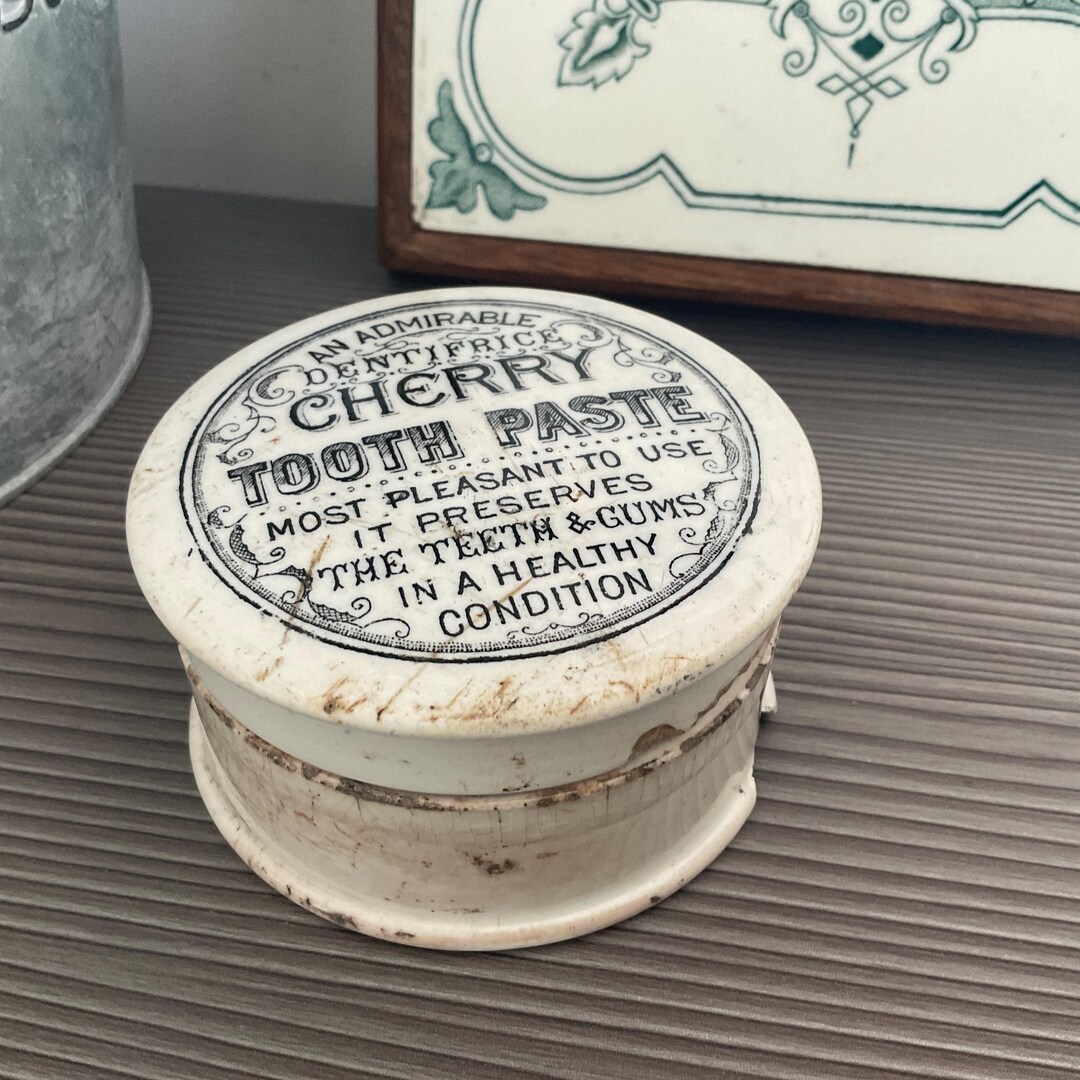 AN ADMIRABLE
DENTIFRICE
CHERRY
TOOTH PASTE
MOST PLEASANT TO USE
IT PRESERVES
THE TEETH & GUMS
IN A HEALTHY
CONDITION